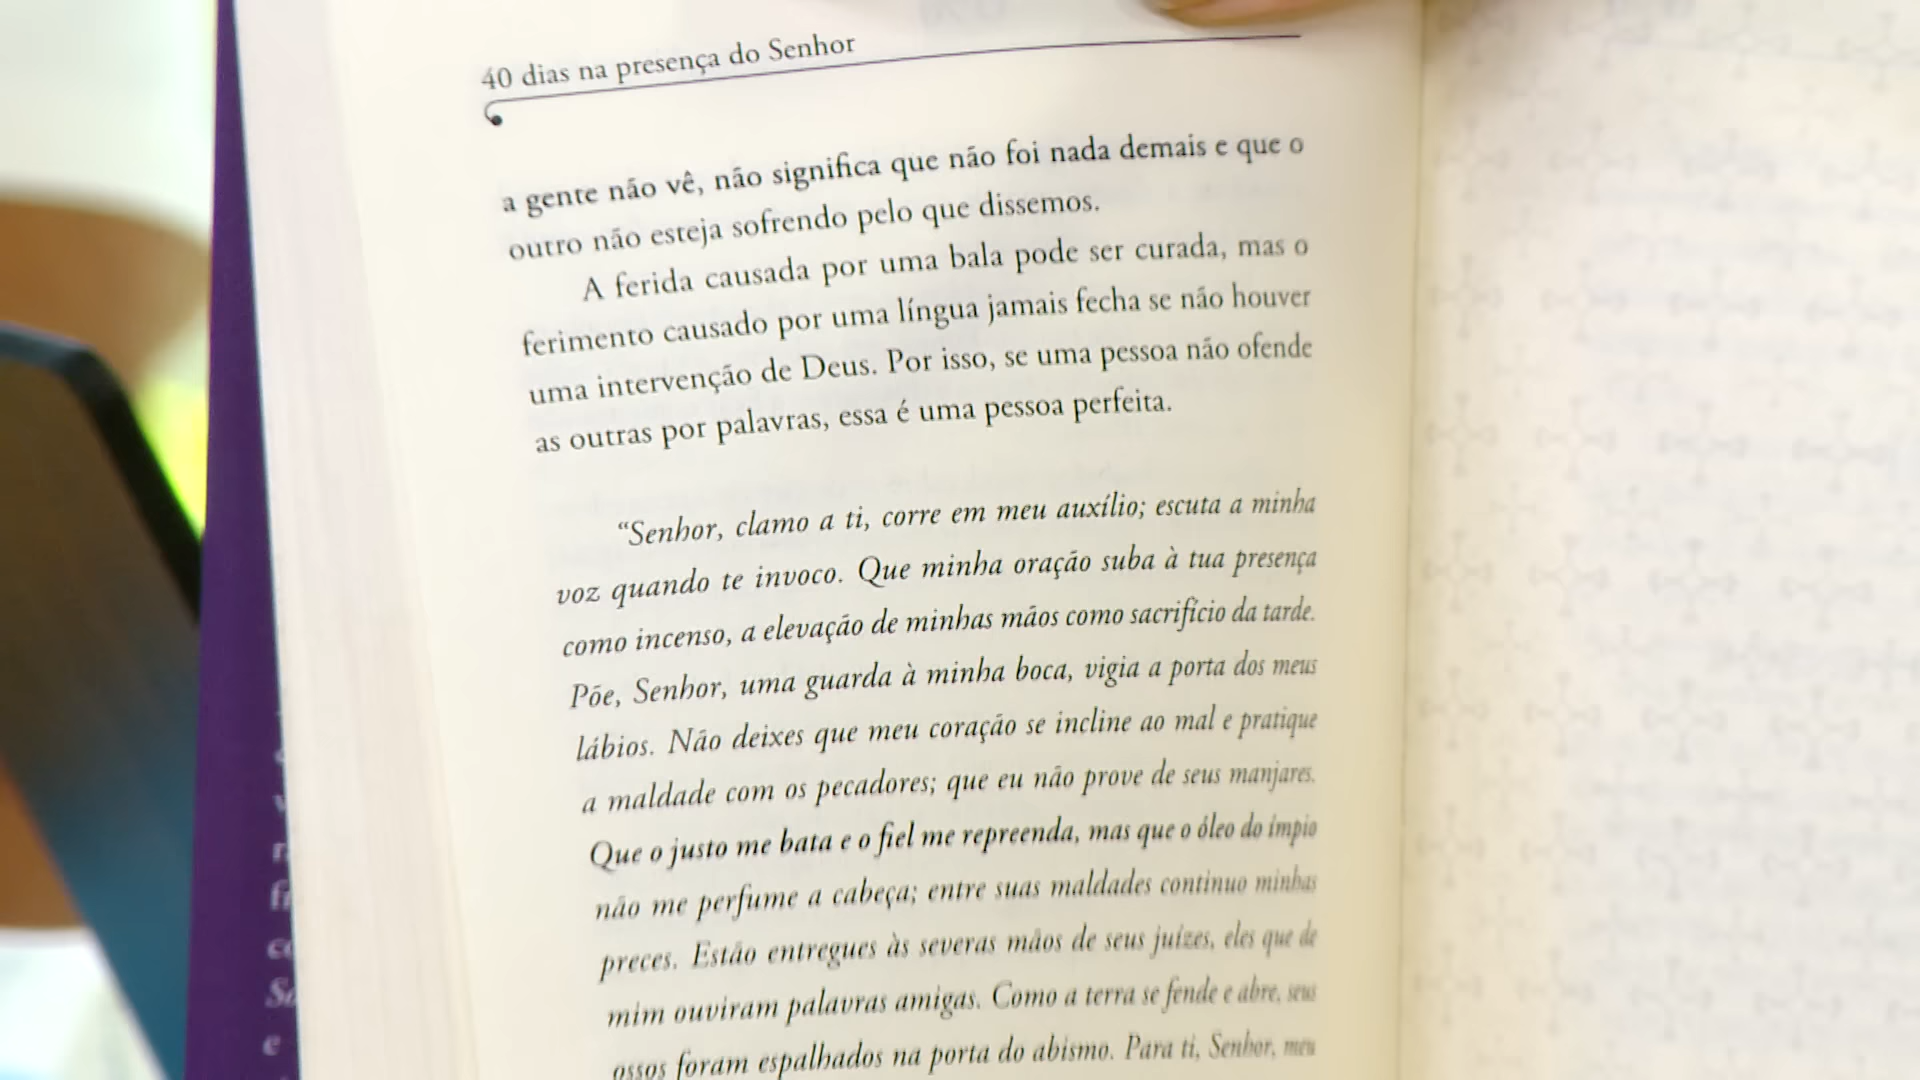 40 dias na presença do Senhor
a gente não vê, não significa que não foi nada demais e que o
outro não esteja sofrendo pelo que dissemos.
A ferida causada por uma bala pode ser curada, mas o
ferimento causado por uma língua jamais fecha se não houver
uma intervenção de Deus. Por isso, se uma pessoa não ofende
as outras por palavras, essa é uma pessoa perfeita.
“Senhor, clamo a ti, corre em meu auxílio; escuta a minha
voz quando te invoco. Que minha oração suba à tua presença
como incenso, a elevação de minhas mãos como sacrifício da tarde.
Põe, Senhor, uma guarda à minha boca, vigia a porta dos meus
lábios. Não deixes que meu coração se incline ao mal e pratique
a maldade com os pecadores; que eu não prove de seus manjares.
Que o justo me bata e o fiel me repreenda, mas que o óleo do ímpio
não me perfume a cabeça; entre suas maldades continuo minhas
preces. Estão entregues às severas mãos de seus juízes, eles que de
mim ouviram palavras amigas. Como a terra se fende e abre, seus
ossos foram espalhados na porta do abismo. Para ti, Senhor, meu